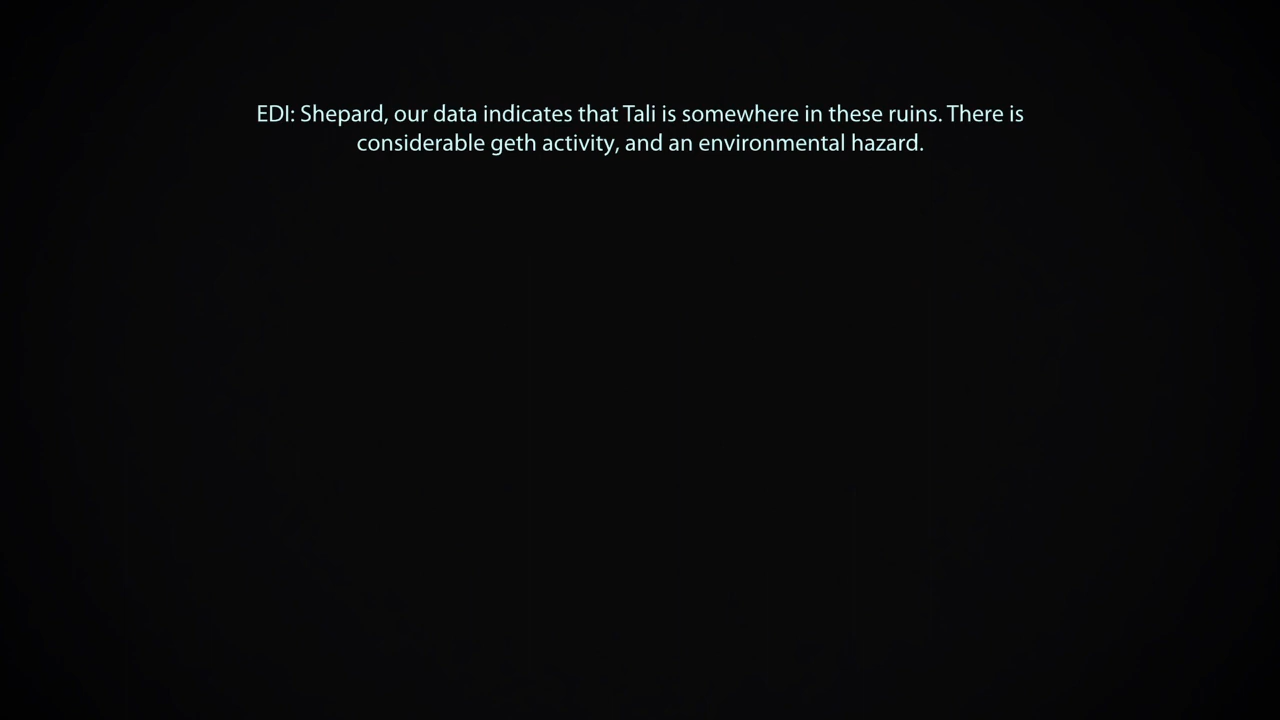 EDI: Shepard, our data indicates that Tali is somewhere in these ruins. There is
considerable geth activity, and an environmental hazard.